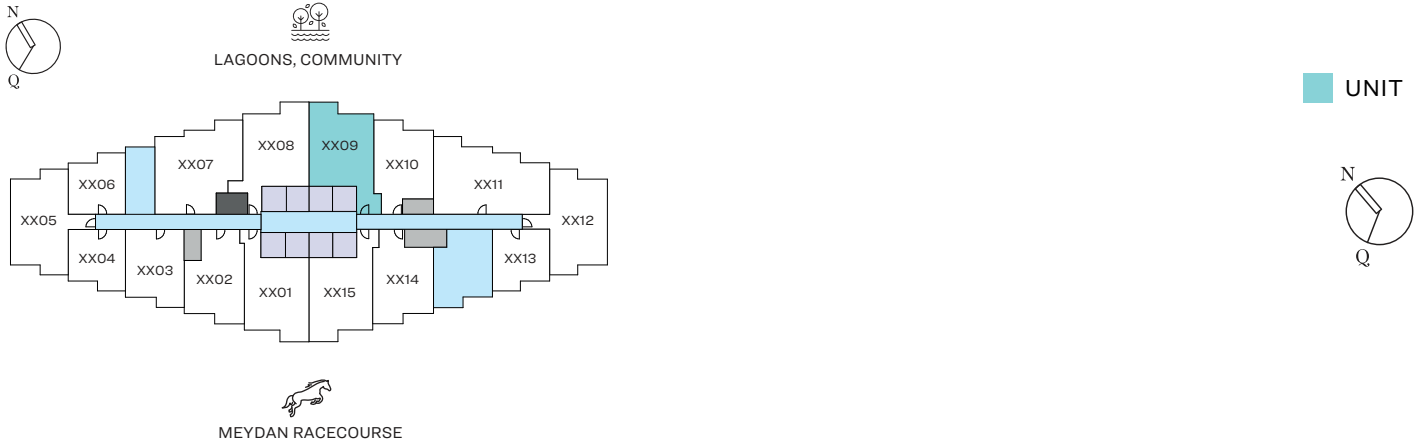 N
Q
LAGOONS, COMMUNITY
UNIT
XX08
XX09
XX07
XX10
XX06
XX11
XX05
XX12
XX04
XX03
XX02
XX01
XX15
XX14
XX13
N
Q
MEYDAN RACECOURSE